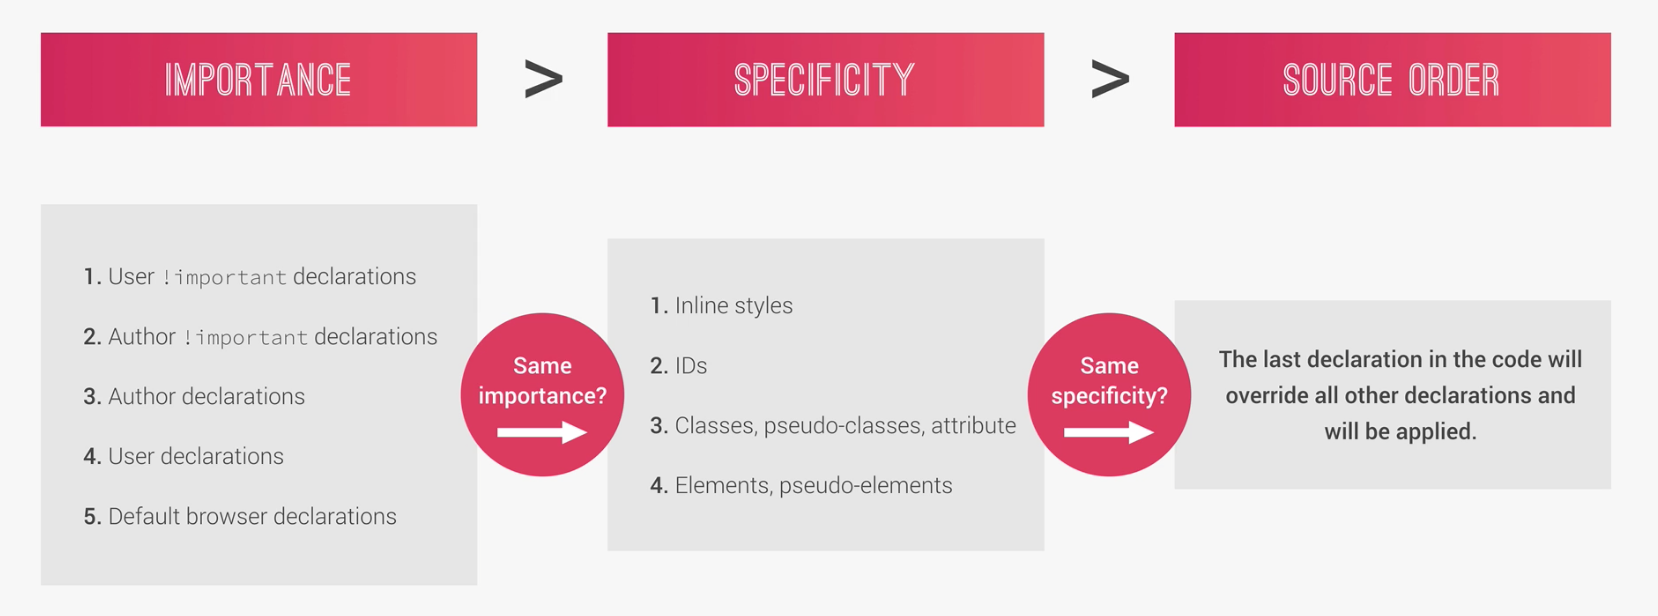 IMPORTANCE
>
SPECIFICITY
>
SOURCE ORDER
1. User !important declarations
2. Author !important declarations
3. Author declarations
4. User declarations
5. Default browser declarations
Same
importance?
1. Inline styles
2. IDs
3. Classes, pseudo-classes, attribute
4. Elements, pseudo-elements
Same
specificity?
The last declaration in the code will
override all other declarations and
will be applied.